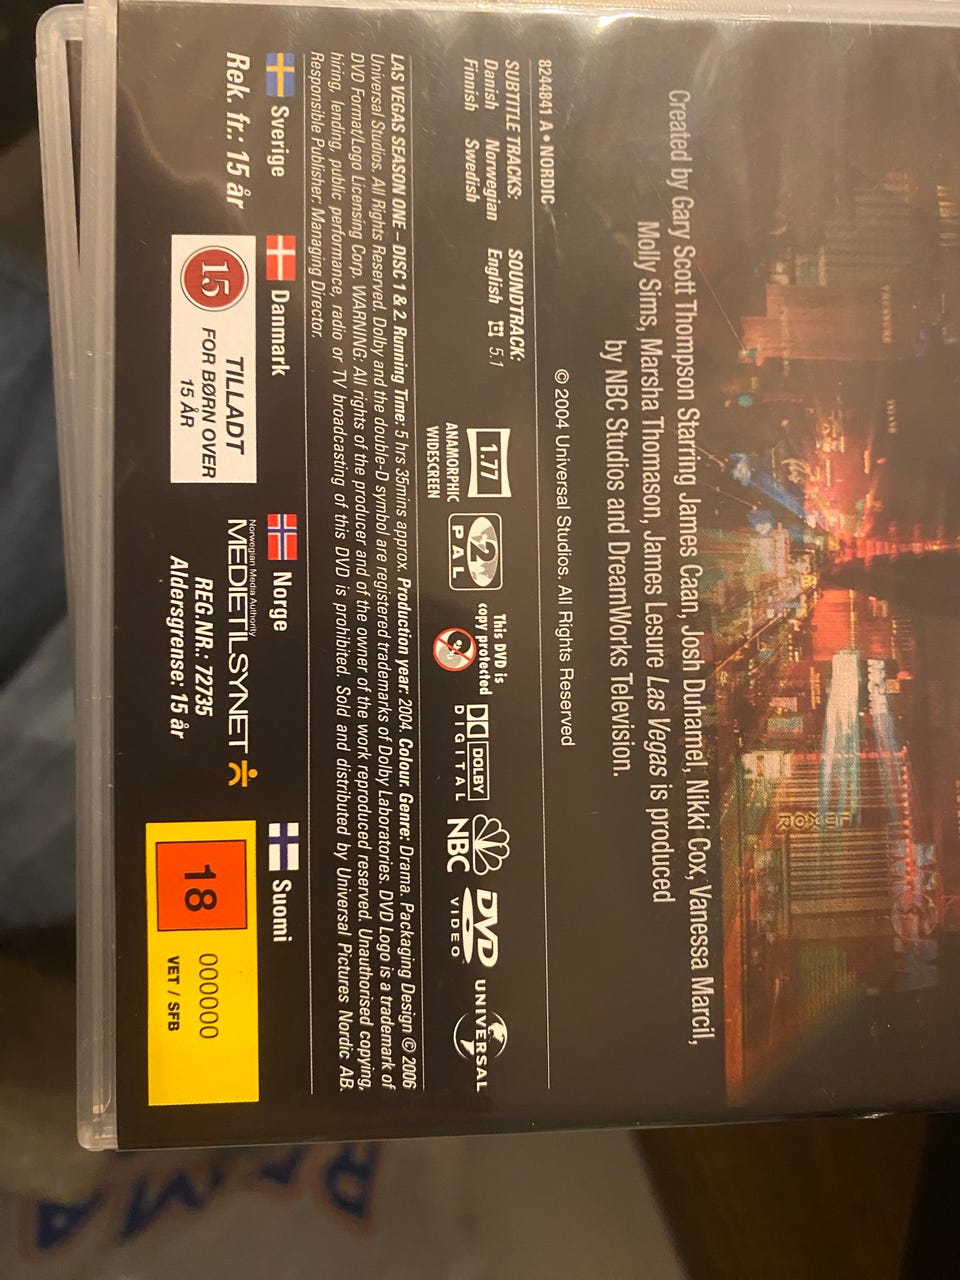 Created by Gary Scott Thompson Starring James Caan, Josh Duhamel, Nikki Cox, Vanessa Marcil,
Molly Sims, Marsha Thomason, James Lesure Las Vegas is produced
by NBC Studios and DreamWorks Television.
© 2004 Universal Studios. All Rights Reserved
8244841 A • NORDIC
SUBTITLE TRACKS:
Danish Norwegian
Finnish Swedish
SOUNDTRACK:
English 5.1
1.77
ANAMORPHIC
WIDESCREEN
2
PAL
This DVD is
copy protected
DOLBY
DIGITAL
NBC
DVD
VIDEO
UNIVERSAL
LAS VEGAS SEASON ONE - DISC 1 & 2. Running Time: 5 hrs 35mins approx. Production year: 2004. Colour. Genre: Drama. Packaging Design © 2006
Universal Studios. All Rights Reserved. Dolby and the double-D symbol are registered trademarks of Dolby Laboratories. DVD Logo is a trademark of
DVD Format/Logo Licensing Corp. WARNING: All rights of the producer and of the owner of the work reproduced reserved. Unauthorised copying,
hiring, lending, public performance, radio or TV broadcasting of this DVD is prohibited. Sold and distributed by Universal Pictures Nordic AB.
Responsible Publisher: Managing Director.
Sverige
Rek. fr.: 15 år
Danmark
15
TILLADT
FOR BØRN OVER
15 ÅR
Norge
Norwegian Media Authority
MEDIETILSYNET
REG.NR.: 72735
Aldersgrense: 15 år
Suomi
18
000000
VET / SFB
LUXOR